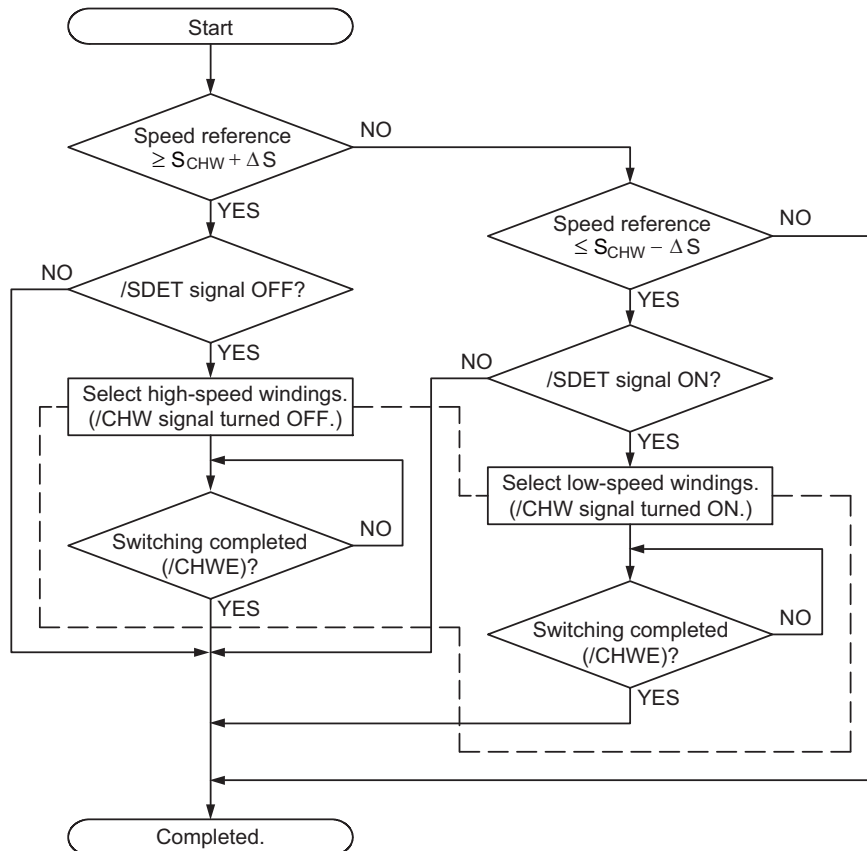 Start
Speed reference
≥ SCHW + Δ S
NO
YES
Speed reference
≤ SCHW − Δ S
NO
YES
/SDET signal OFF?
NO
YES
/SDET signal ON?
NO
YES
Select high-speed windings.
(/CHW signal turned OFF.)
Select low-speed windings.
(/CHW signal turned ON.)
Switching completed
(/CHWE)?
NO
YES
Switching completed
(/CHWE)?
NO
YES
Completed.